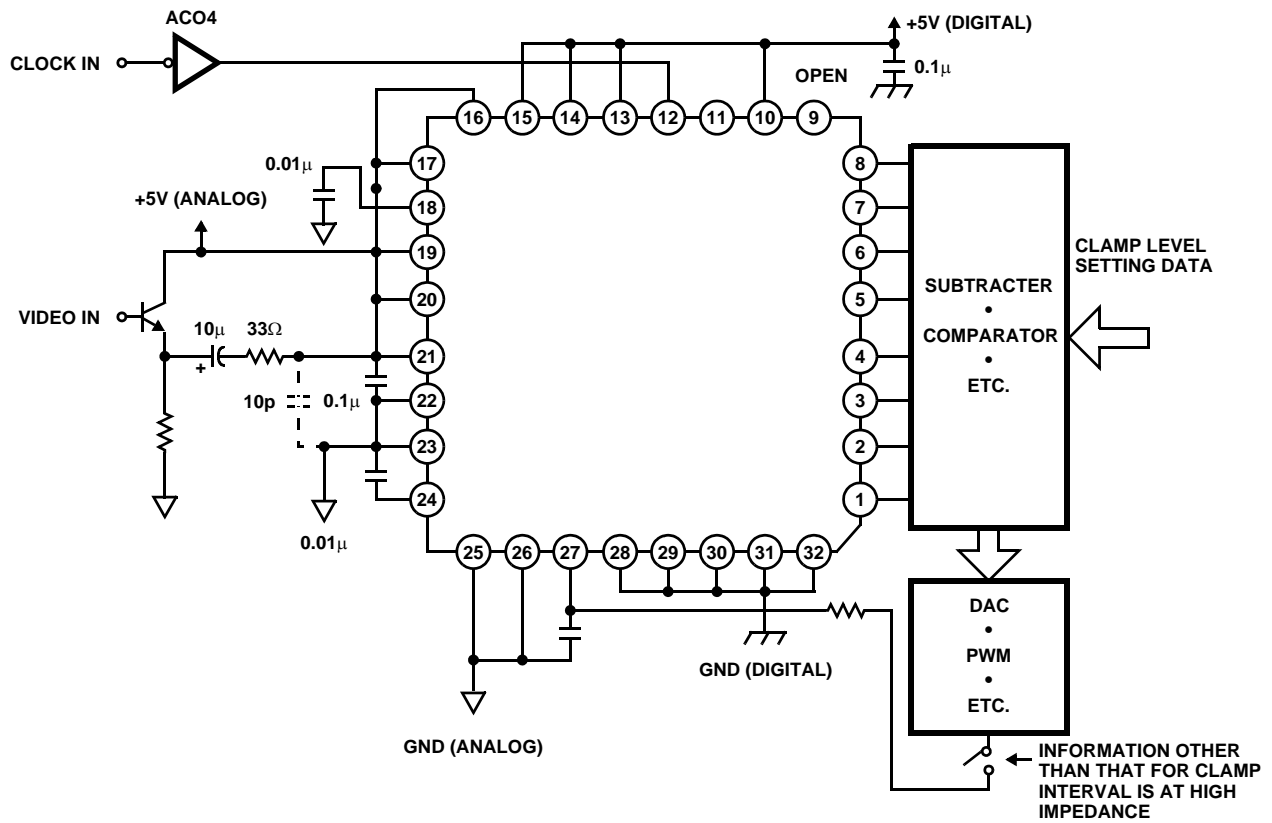 ACO4
CLOCK IN
+5V (DIGITAL)
0.1µ
OPEN
16 15 14 13 12 11 10 9
0.01µ
+5V (ANALOG)
VIDEO IN
10µ
33Ω
+
10p
0.1µ
0.01µ
17
18
19
20
21
22
23
24
8
7
6
5
4
3
2
1
25 26 27 28 29 30 31 32
SUBTRACTER
•
COMPARATOR
•
ETC.
CLAMP LEVEL
SETTING DATA
DAC
•
PWM
•
ETC.
GND (DIGITAL)
GND (ANALOG)
INFORMATION OTHER
THAN THAT FOR CLAMP
INTERVAL IS AT HIGH
IMPEDANCE